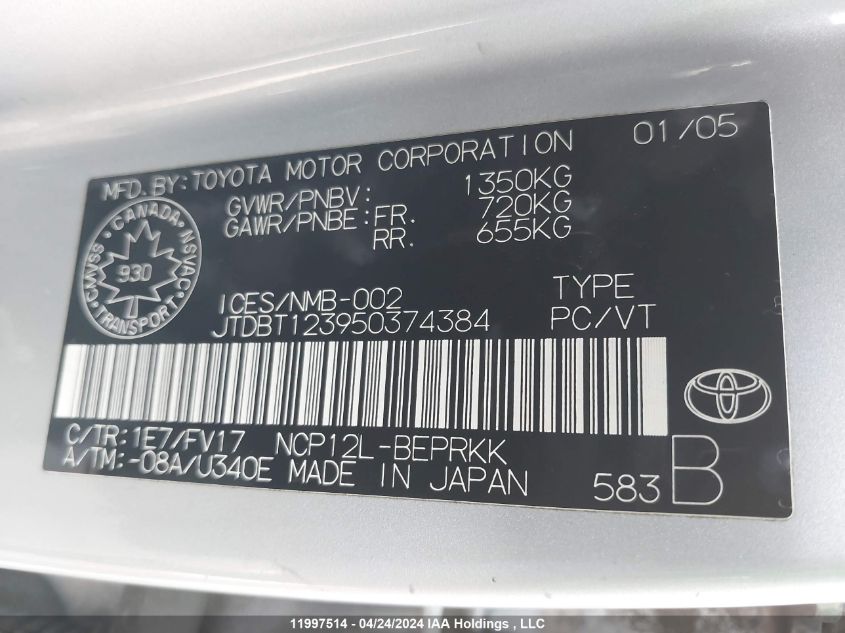 MFD. BY: TOYOTA MOTOR CORPORATION 01/05
GVWR/PNBV: 1350KG
GAWR/PNBE: FR. 720KG
RR. 655KG
CANADA · NSVAC · TRANSPORT · CMVSS
930
ICES/NMB-002 TYPE
JTDBT123950374384 PC/VT
C/TR: 1E7/FV17 NCP12L-BEPRKK
A/TM: -08A/U340E MADE IN JAPAN 583 B
11997514 - 04/24/2024 IAA Holdings , LLC